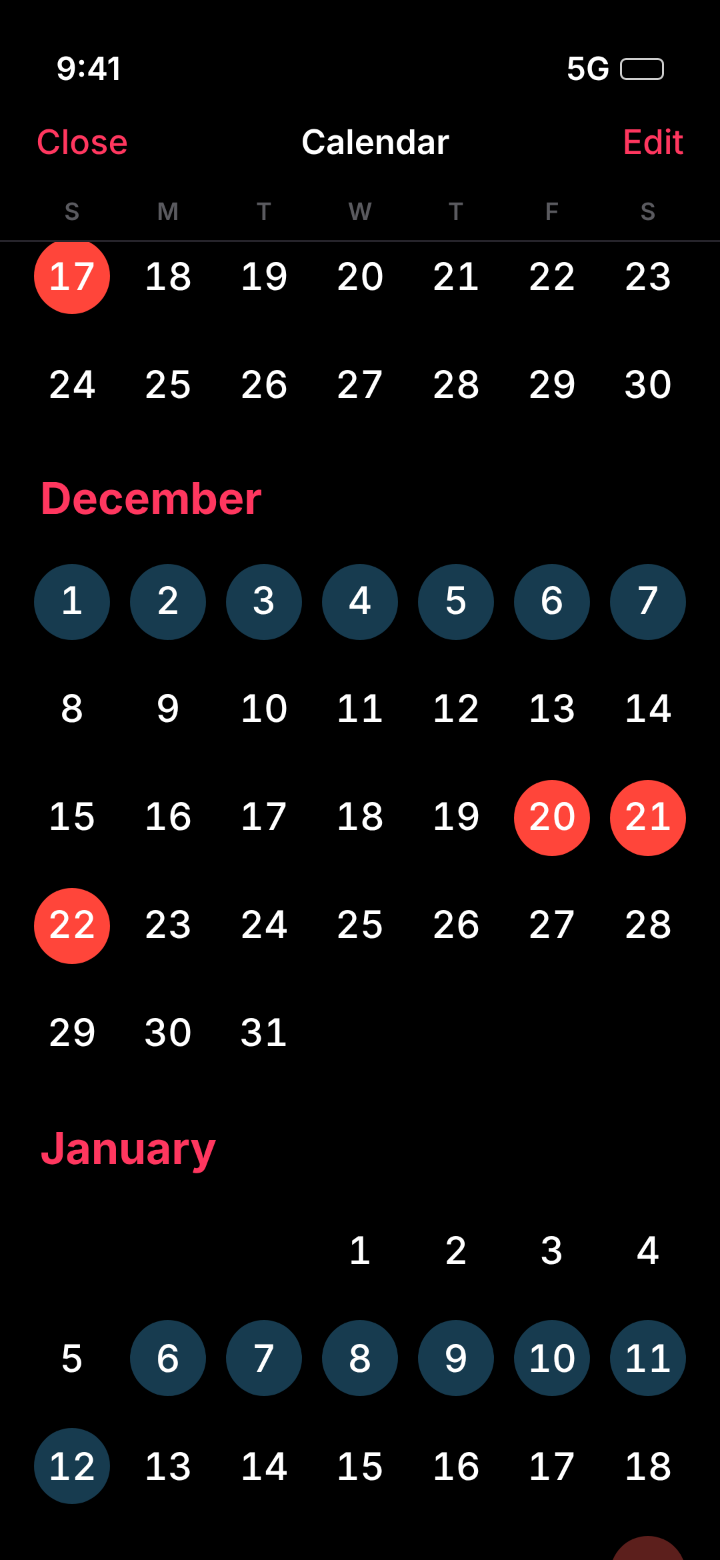 9:41 5G
Close Calendar Edit
S M T W T F S
17 18 19 20 21 22 23
24 25 26 27 28 29 30
December
1 2 3 4 5 6 7
8 9 10 11 12 13 14
15 16 17 18 19 20 21
22 23 24 25 26 27 28
29 30 31
January
1 2 3 4
5 6 7 8 9 10 11
12 13 14 15 16 17 18